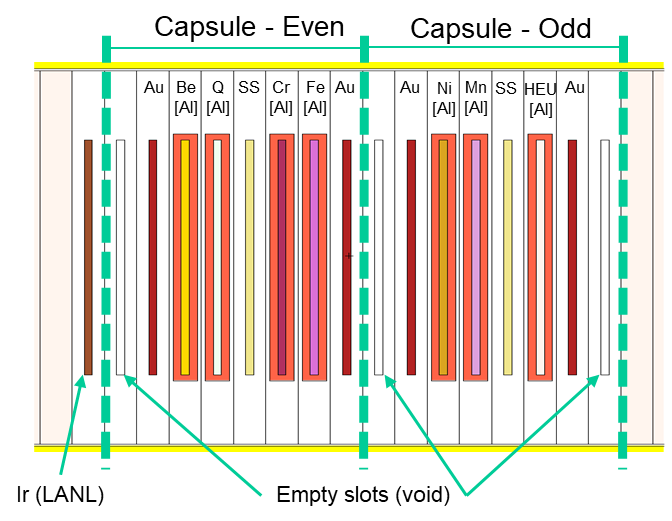 Capsule - Even
Capsule - Odd
Au Be Q SS Cr Fe Au Au Ni Mn SS HEU Au
[Al] [Al] [Al] [Al] [Al] [Al] [Al]
Ir (LANL)
Empty slots (void)